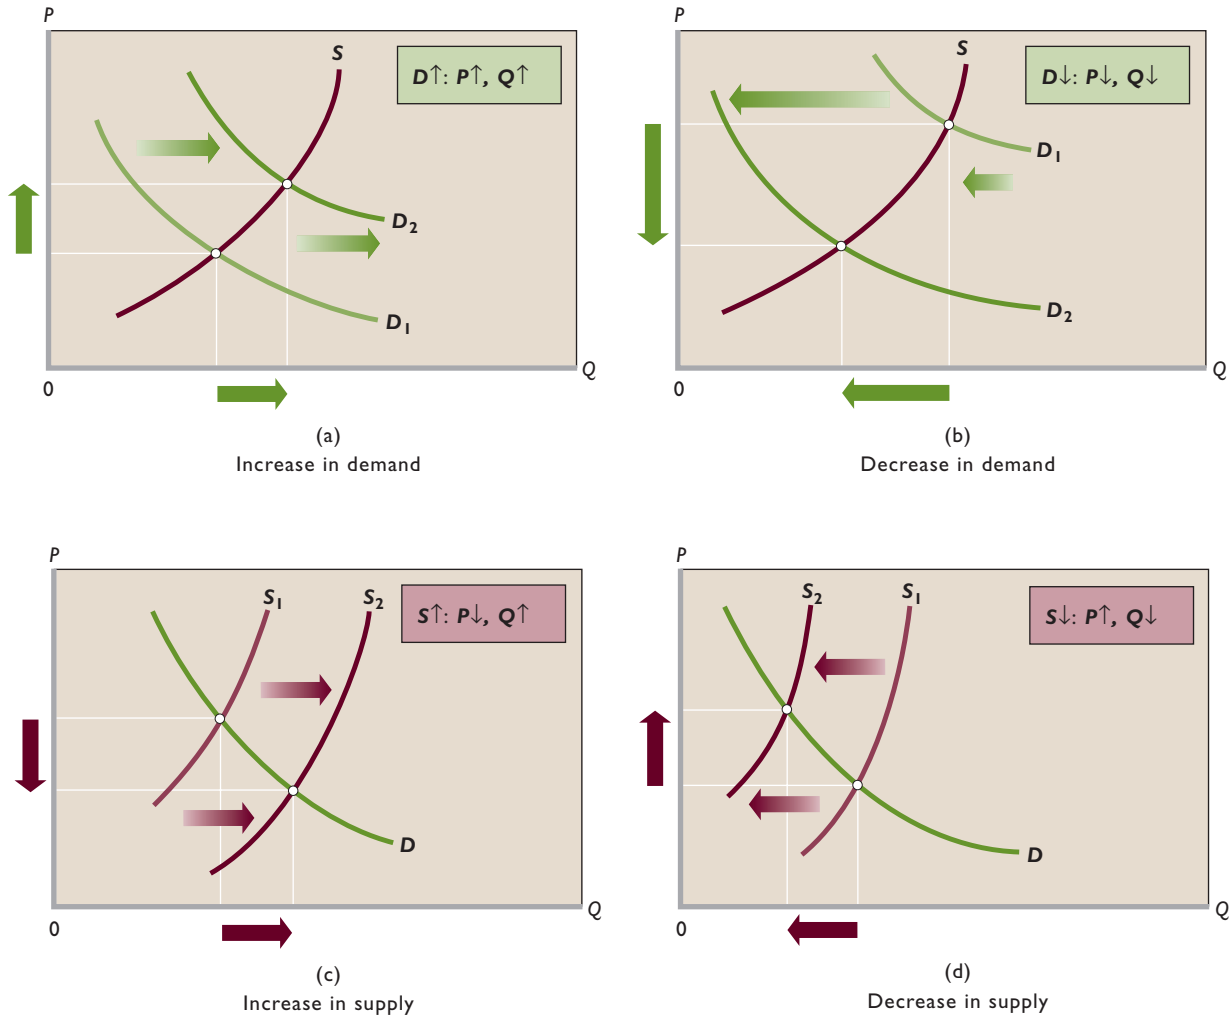 P
S
D↑: P↑, Q↑
D₂
D₁
0
Q
(a)
Increase in demand
P
S
D↓: P↓, Q↓
D₁
D₂
0
Q
(b)
Decrease in demand
P
S₁
S₂
S↑: P↓, Q↑
D
0
Q
(c)
Increase in supply
P
S₂
S₁
S↓: P↑, Q↓
D
0
Q
(d)
Decrease in supply